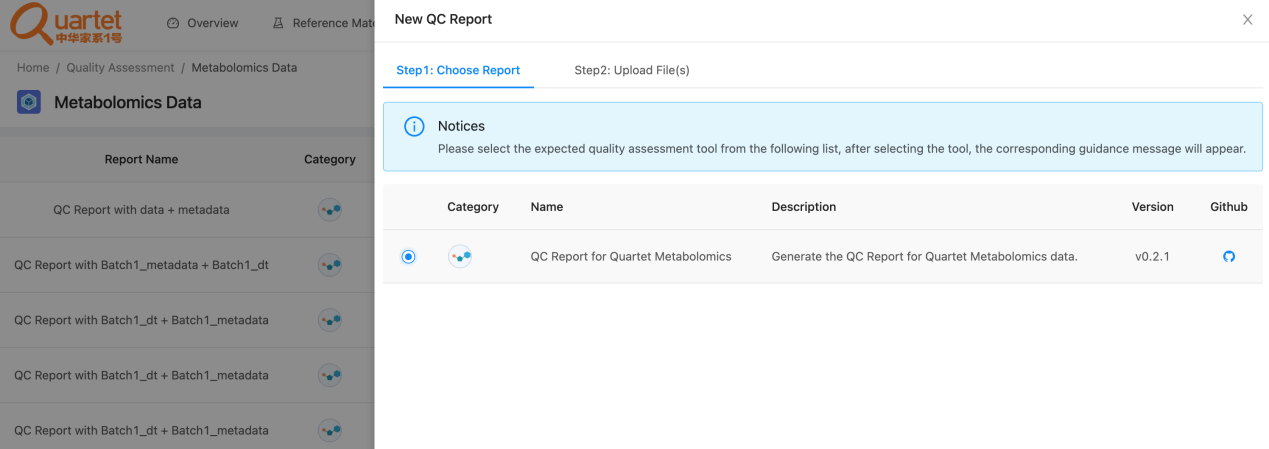 Quartet
中华家系1号
Overview
Reference Mate
Home / Quality Assessment / Metabolomics Data
Metabolomics Data
Report Name Category
QC Report with data + metadata
QC Report with Batch1_metadata + Batch1_dt
QC Report with Batch1_dt + Batch1_metadata
QC Report with Batch1_dt + Batch1_metadata
QC Report with Batch1_dt + Batch1_metadata
New QC Report
Step1: Choose Report Step2: Upload File(s)
Notices
Please select the expected quality assessment tool from the following list, after selecting the tool, the corresponding guidance message will appear.
Category Name Description Version Github
QC Report for Quartet Metabolomics Generate the QC Report for Quartet Metabolomics data. v0.2.1